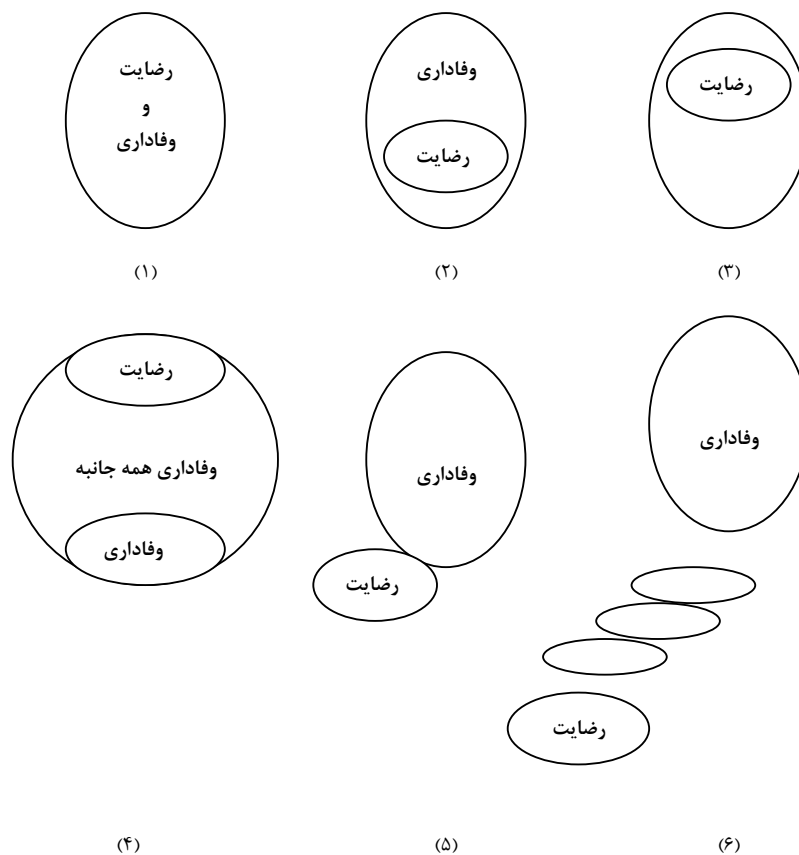 رضایت
و
وفاداری
وفاداری
رضایت
رضایت
(۱)
(۲)
(۳)
رضایت
وفاداری همه جانبه
وفاداری
وفاداری
رضایت
وفاداری
رضایت
(۴)
(۵)
(۶)